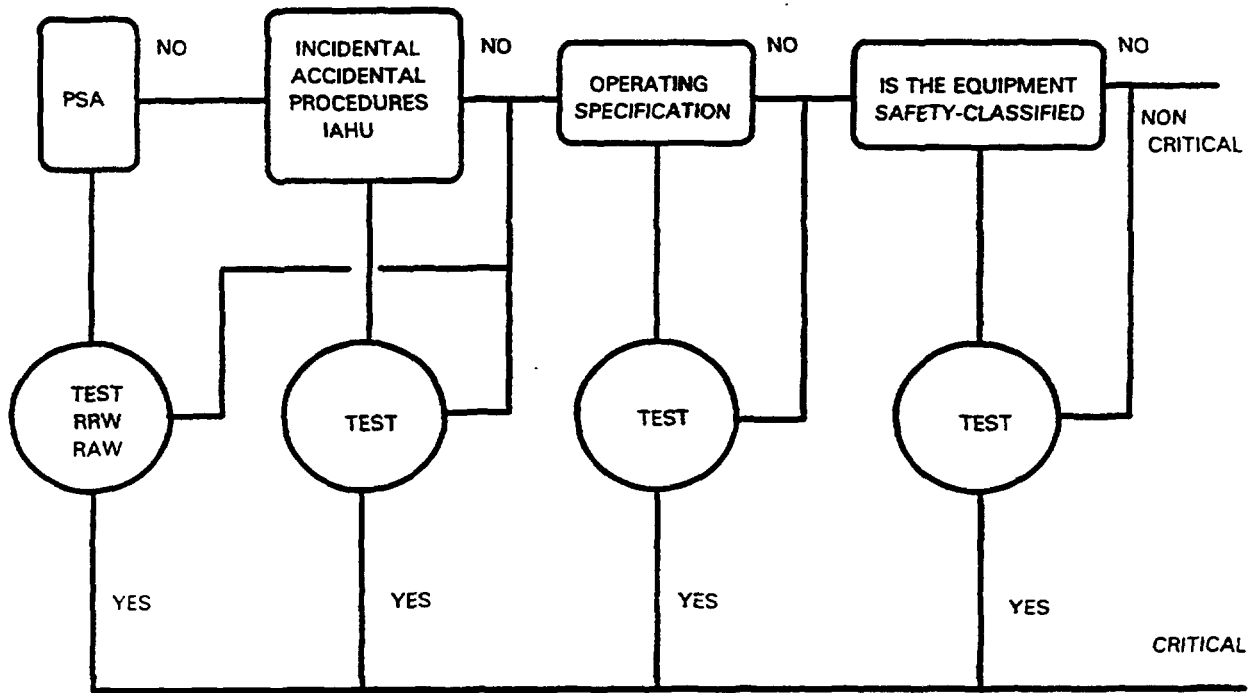 PSA
NO
INCIDENTAL
ACCIDENTAL
PROCEDURES
IAHU
NO
OPERATING
SPECIFICATION
NO
IS THE EQUIPMENT
SAFETY-CLASSIFIED
NO
NON
CRITICAL
TEST
RRW
RAW
TEST
TEST
TEST
YES
YES
YES
YES
CRITICAL